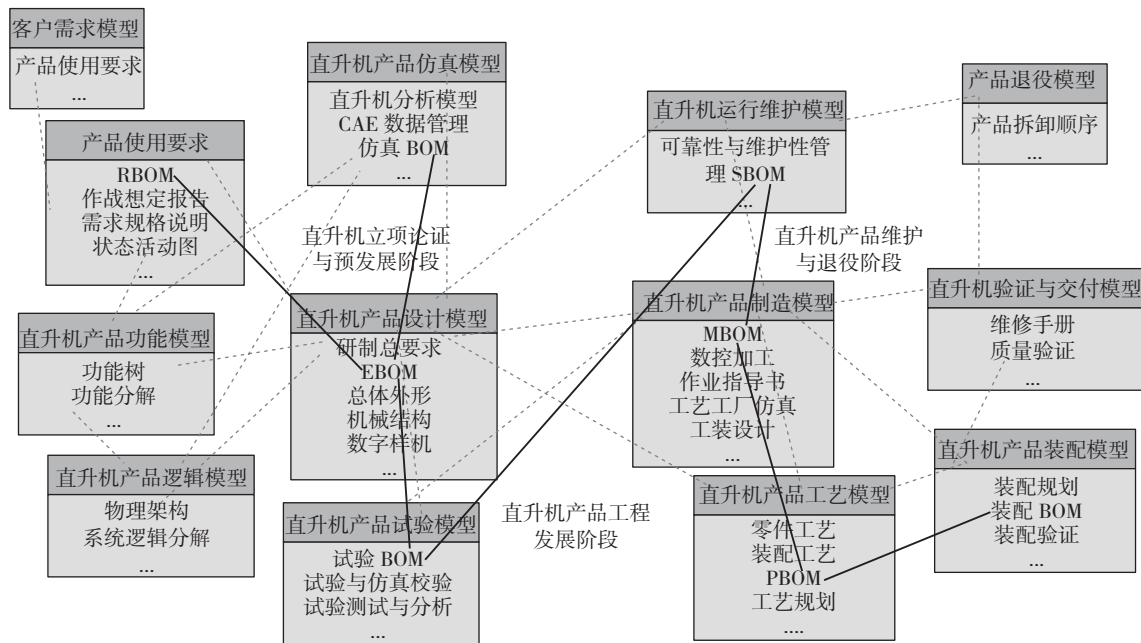 客户需求模型
产品使用要求
...
产品使用要求
RBOM
作战想定报告
需求规格说明
状态活动图
...
直升机产品功能模型
功能树
功能分解
...
直升机产品逻辑模型
物理架构
系统逻辑分解
...
直升机产品仿真模型
直升机分析模型
CAE 数据管理
仿真 BOM
...
直升机立项论证
与预发展阶段
直升机产品设计模型
研制总要求
EBOM
总体外形
机械结构
数字样机
...
直升机产品试验模型
试验 BOM
试验与仿真校验
试验测试与分析
...
直升机产品工程
发展阶段
直升机运行维护模型
可靠性与维护性管
理 SBOM
...
直升机产品维护
与退役阶段
直升机产品制造模型
MBOM
数控加工
作业指导书
工艺工厂仿真
工装设计
...
直升机产品工艺模型
零件工艺
装配工艺
PBOM
工艺规划
....
产品退役模型
产品拆卸顺序
...
直升机验证与交付模型
维修手册
质量验证
...
直升机产品装配模型
装配规划
装配 BOM
装配验证
...